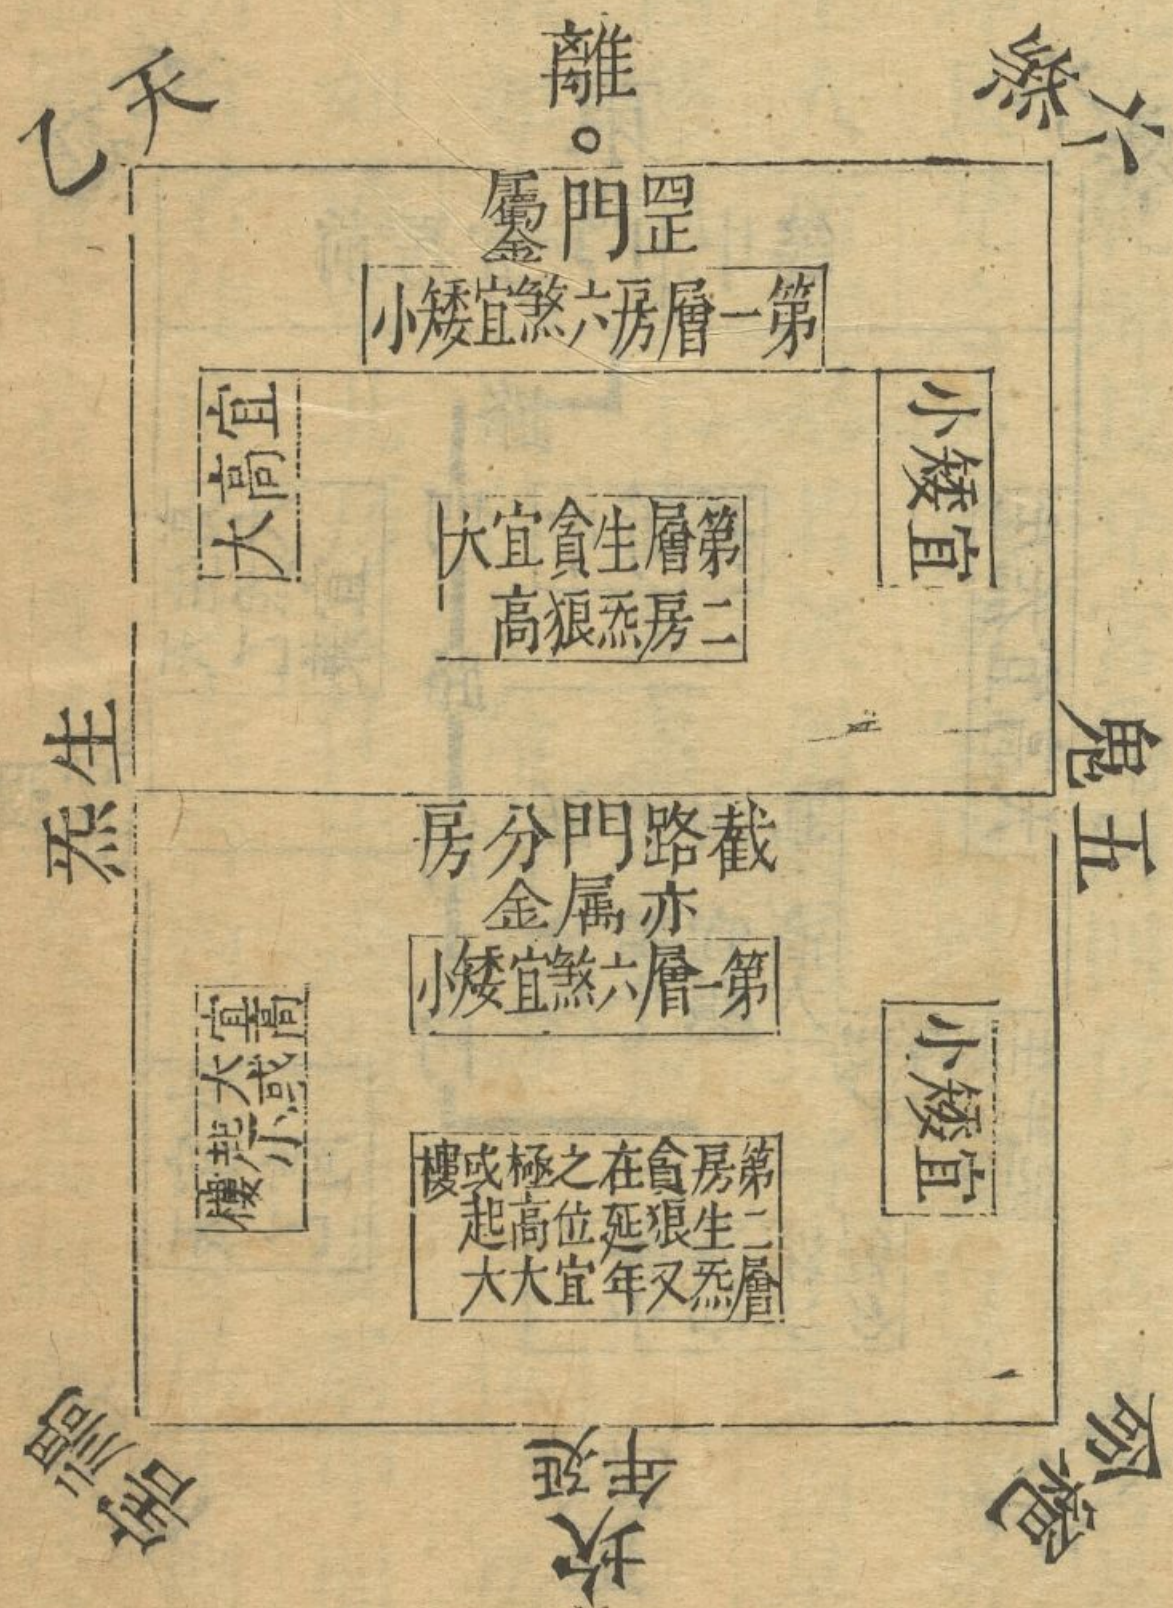 離
六煞
天乙
罡門屬金
第一層房六煞宜矮小
宜矮小
宜高大
第二
層房
生炁
貪狼
宜高
大
五鬼
生炁
截路門分房
亦属金
第一層六煞宜矮小
宜矮小
宜高
大或
起小
樓
第二層
房生炁
貪狼又
在延年
之位宜
極高大
或起大
樓
絕命
禍害
延年
坎